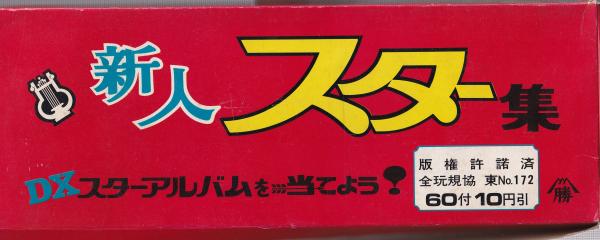 新人スター集
DXスターアルバムを…当てよう!
版権許諾済
全玩規協 東No.172
60付10円引
勝